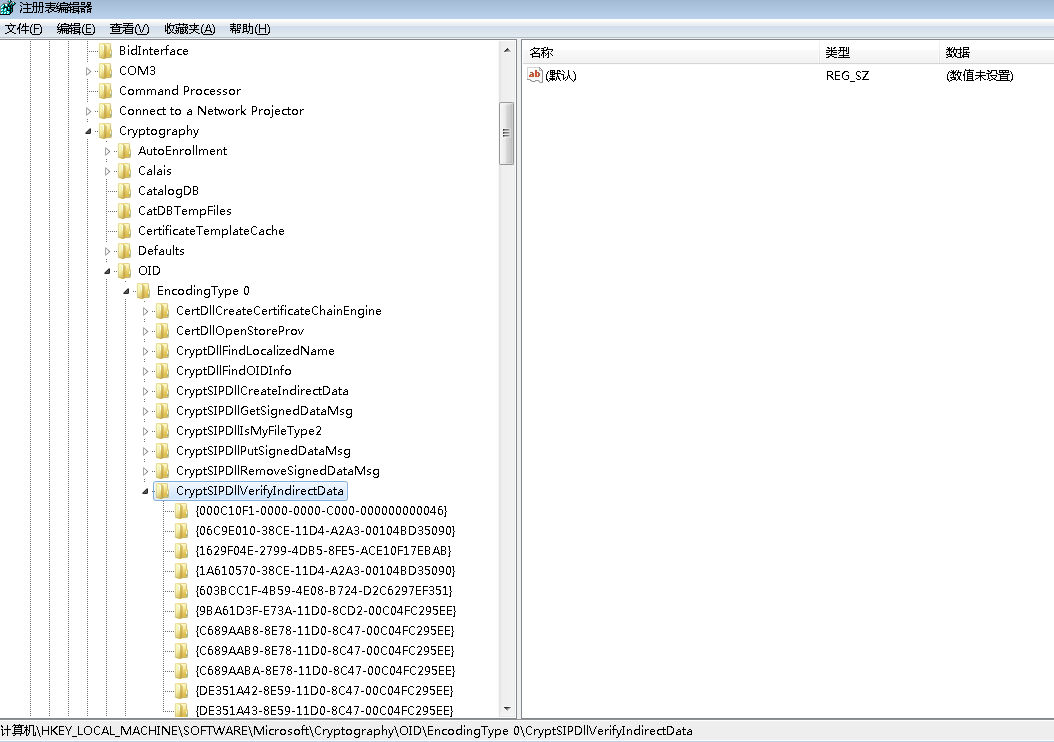 注册表编辑器
文件(F) 编辑(E) 查看(V) 收藏夹(A) 帮助(H)
BidInterface
COM3
Command Processor
Connect to a Network Projector
Cryptography
AutoEnrollment
Calais
CatalogDB
CatDBTempFiles
CertificateTemplateCache
Defaults
OID
EncodingType 0
CertDllCreateCertificateChainEngine
CertDllOpenStoreProv
CryptDllFindLocalizedName
CryptDllFindOIDInfo
CryptSIPDllCreateIndirectData
CryptSIPDllGetSignedDataMsg
CryptSIPDllIsMyFileType2
CryptSIPDllPutSignedDataMsg
CryptSIPDllRemoveSignedDataMsg
CryptSIPDllVerifyIndirectData
{000C10F1-0000-0000-C000-000000000046}
{06C9E010-38CE-11D4-A2A3-00104BD35090}
{1629F04E-2799-4DB5-8FE5-ACE10F17EBAB}
{1A610570-38CE-11D4-A2A3-00104BD35090}
{603BCC1F-4B59-4E08-B724-D2C6297EF351}
{9BA61D3F-E73A-11D0-8CD2-00C04FC295EE}
{C689AAB8-8E78-11D0-8C47-00C04FC295EE}
{C689AAB9-8E78-11D0-8C47-00C04FC295EE}
{C689AABA-8E78-11D0-8C47-00C04FC295EE}
{DE351A42-8E59-11D0-8C47-00C04FC295EE}
{DE351A43-8E59-11D0-8C47-00C04FC295EE}
名称 类型 数据
ab (默认) REG_SZ (数值未设置)
计算机\HKEY_LOCAL_MACHINE\SOFTWARE\Microsoft\Cryptography\OID\EncodingType 0\CryptSIPDllVerifyIndirectData